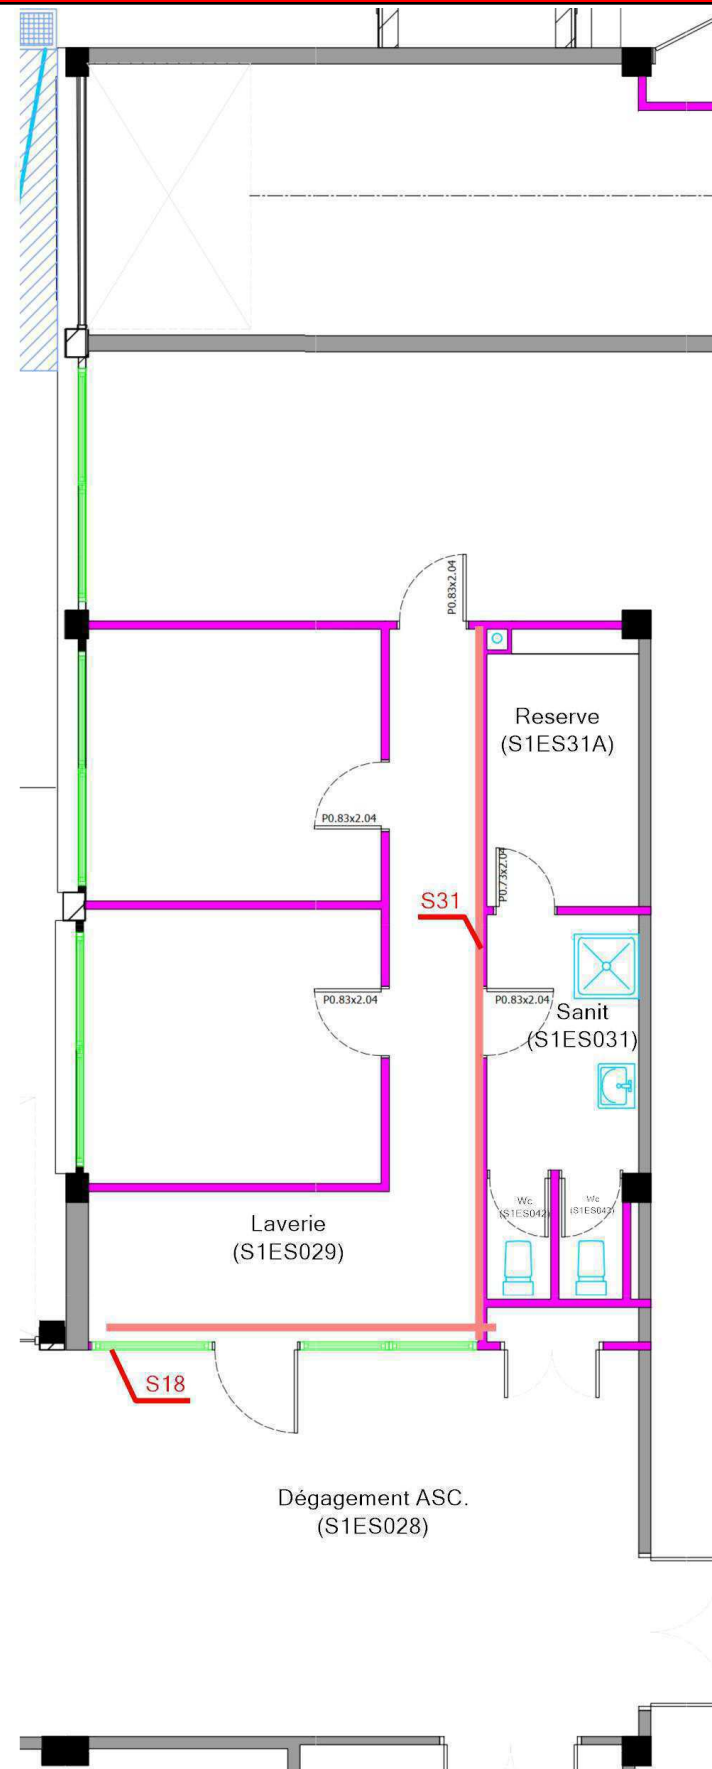 P0.83x2.04
Reserve
(S1ES31A)
P0.83x2.04
P0.73x2.04
S31
P0.83x2.04
P0.83x2.04
Sanit
(S1ES031)
Wc
(S1ES042)
Wc
(S1ES043)
Laverie
(S1ES029)
S18
Dégagement ASC.
(S1ES028)